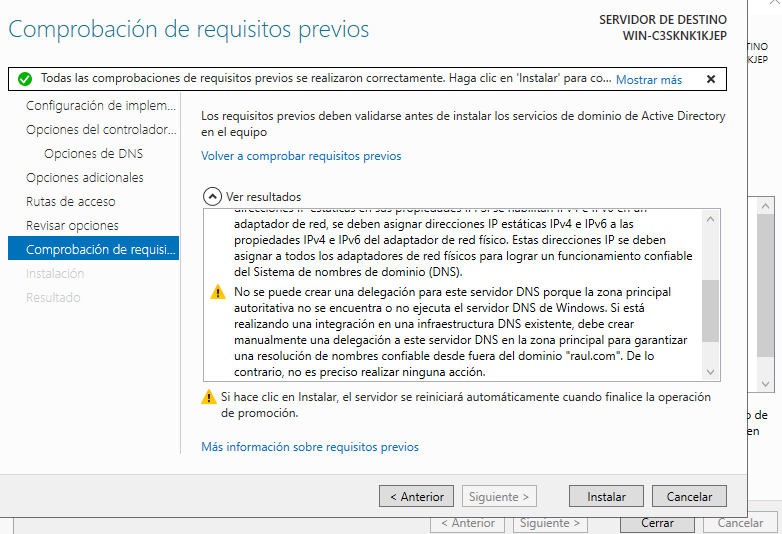 Comprobación de requisitos previos
SERVIDOR DE DESTINO
WIN-C3SKNK1KJEP
TINO
KJEP
Todas las comprobaciones de requisitos previos se realizaron correctamente. Haga clic en 'Instalar' para co...
Mostrar más
Configuración de implem...
Opciones del controlador...
Opciones de DNS
Opciones adicionales
Rutas de acceso
Revisar opciones
Comprobación de requisi...
Instalación
Resultado
Los requisitos previos deben validarse antes de instalar los servicios de dominio de Active Directory
en el equipo
Volver a comprobar requisitos previos
Ver resultados
adaptador de red, se deben asignar direcciones IP estáticas IPv4 e IPv6 a las
propiedades IPv4 e IPv6 del adaptador de red físico. Estas direcciones IP se deben
asignar a todos los adaptadores de red físicos para lograr un funcionamiento confiable
del Sistema de nombres de dominio (DNS).
No se puede crear una delegación para este servidor DNS porque la zona principal
autoritativa no se encuentra o no ejecuta el servidor DNS de Windows. Si está
realizando una integración en una infraestructura DNS existente, debe crear
manualmente una delegación a este servidor DNS en la zona principal para garantizar
una resolución de nombres confiable desde fuera del dominio "raul.com". De lo
contrario, no es preciso realizar ninguna acción.
Si hace clic en Instalar, el servidor se reiniciará automáticamente cuando finalice la operación
de promoción.
Más información sobre requisitos previos
< Anterior
Siguiente >
Instalar
Cancelar
o de
en
< Anterior
Siguiente >
Cerrar
Cancelar